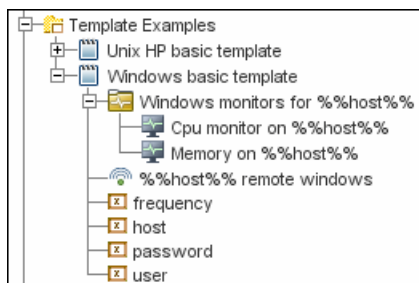 Template Examples
Unix HP basic template
Windows basic template
Windows monitors for %%host%%
Cpu monitor on %%host%%
Memory on %%host%%
%%host%% remote windows
frequency
host
password
user